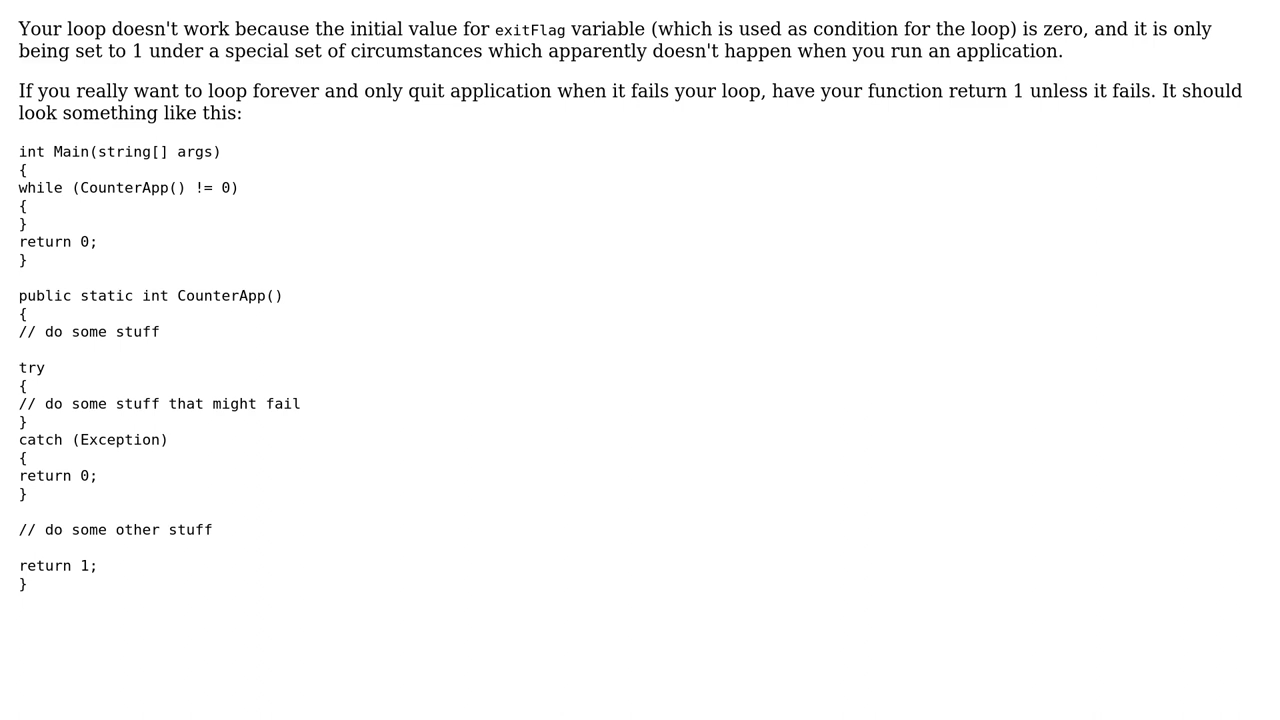 Your loop doesn't work because the initial value for exitFlag variable (which is used as condition for the loop) is zero, and it is only
being set to 1 under a special set of circumstances which apparently doesn't happen when you run an application.
If you really want to loop forever and only quit application when it fails your loop, have your function return 1 unless it fails. It should
look something like this:
int Main(string[] args)
{
while (CounterApp() != 0)
{
}
return 0;
}
public static int CounterApp()
{
// do some stuff
try
{
// do some stuff that might fail
}
catch (Exception)
{
return 0;
}
// do some other stuff
return 1;
}